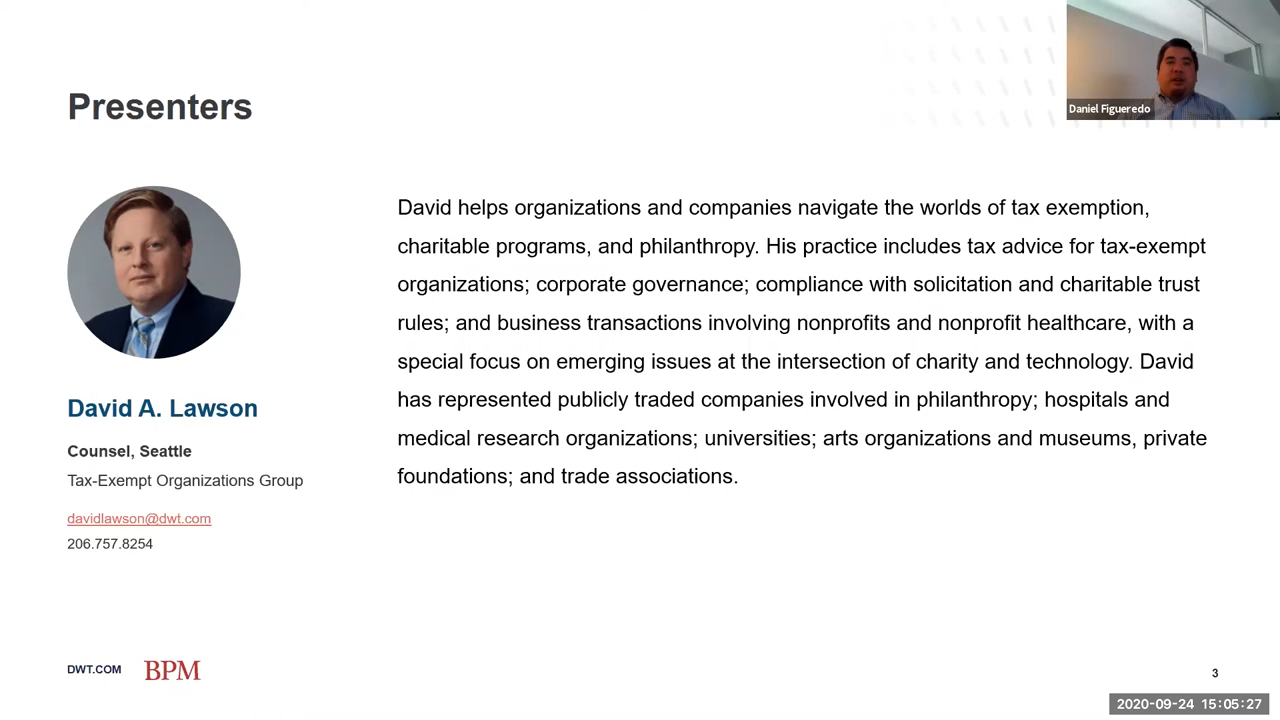 Presenters
Daniel Figueredo
David A. Lawson
Counsel, Seattle
Tax-Exempt Organizations Group
davidlawson@dwt.com
206.757.8254
David helps organizations and companies navigate the worlds of tax exemption,
charitable programs, and philanthropy. His practice includes tax advice for tax-exempt
organizations; corporate governance; compliance with solicitation and charitable trust
rules; and business transactions involving nonprofits and nonprofit healthcare, with a
special focus on emerging issues at the intersection of charity and technology. David
has represented publicly traded companies involved in philanthropy; hospitals and
medical research organizations; universities; arts organizations and museums, private
foundations; and trade associations.
DWT.COM
BPM
3
2020-09-24 15:05:27